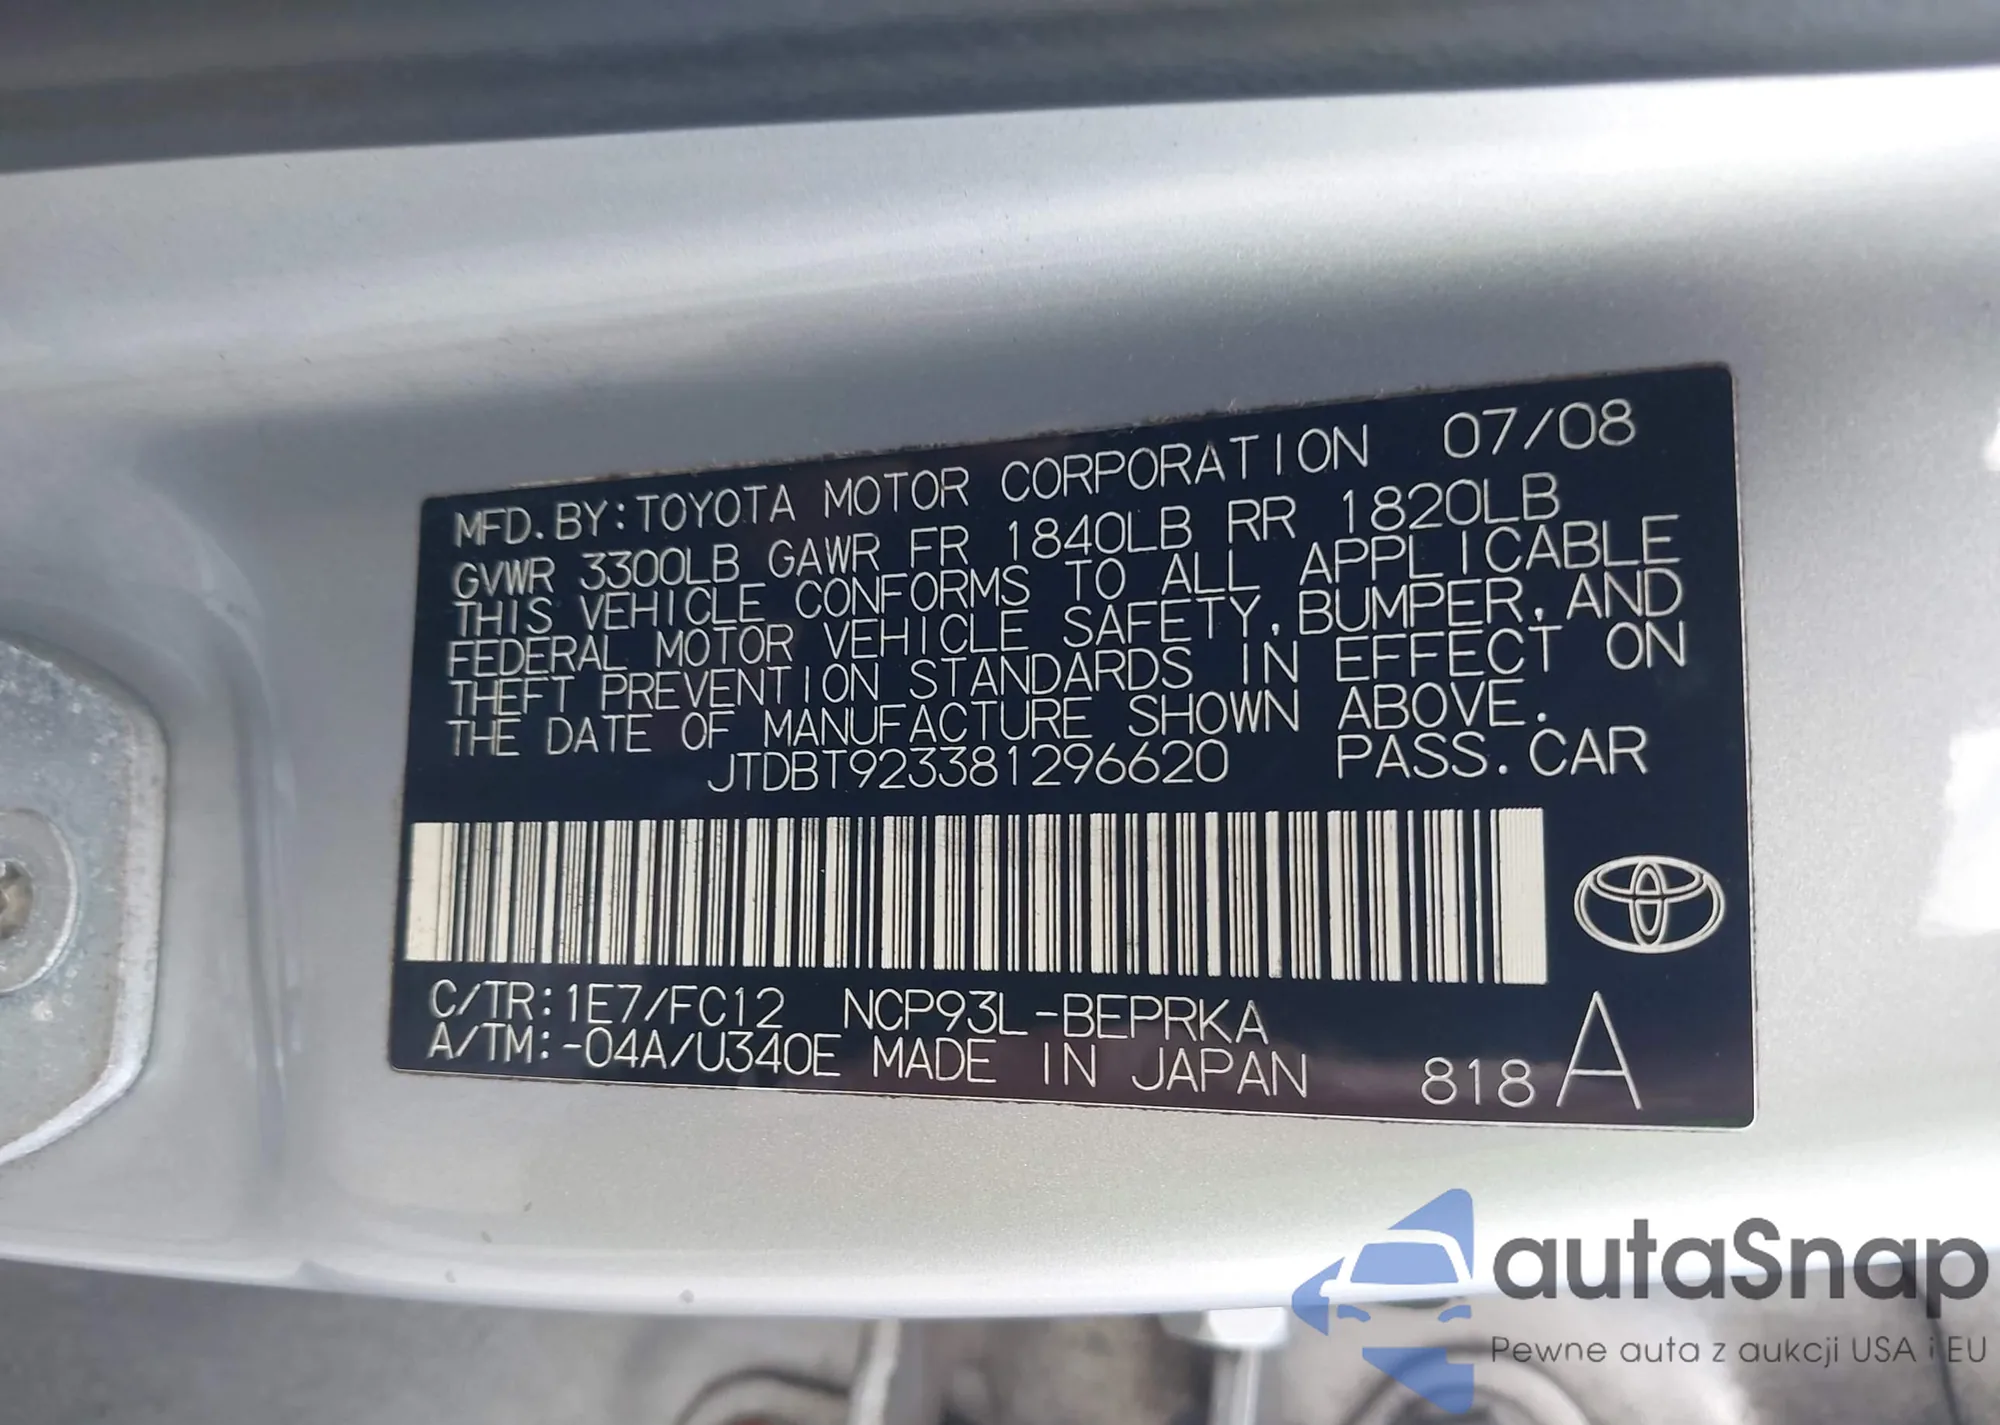 MFD.BY:TOYOTA MOTOR CORPORATION 07/08
GVWR 3300LB GAWR FR 1840LB RR 1820LB
THIS VEHICLE CONFORMS TO ALL APPLICABLE
FEDERAL MOTOR VEHICLE SAFETY, BUMPER, AND
THEFT PREVENTION STANDARDS IN EFFECT ON
THE DATE OF MANUFACTURE SHOWN ABOVE.
JTDBT923381296620 PASS. CAR
C/TR: 1E7/FC12 NCP93L-BEPRKA
A/TM: -04A/U340E MADE IN JAPAN 818 A
autaSnap
Pewne auta z aukcji USA i EU